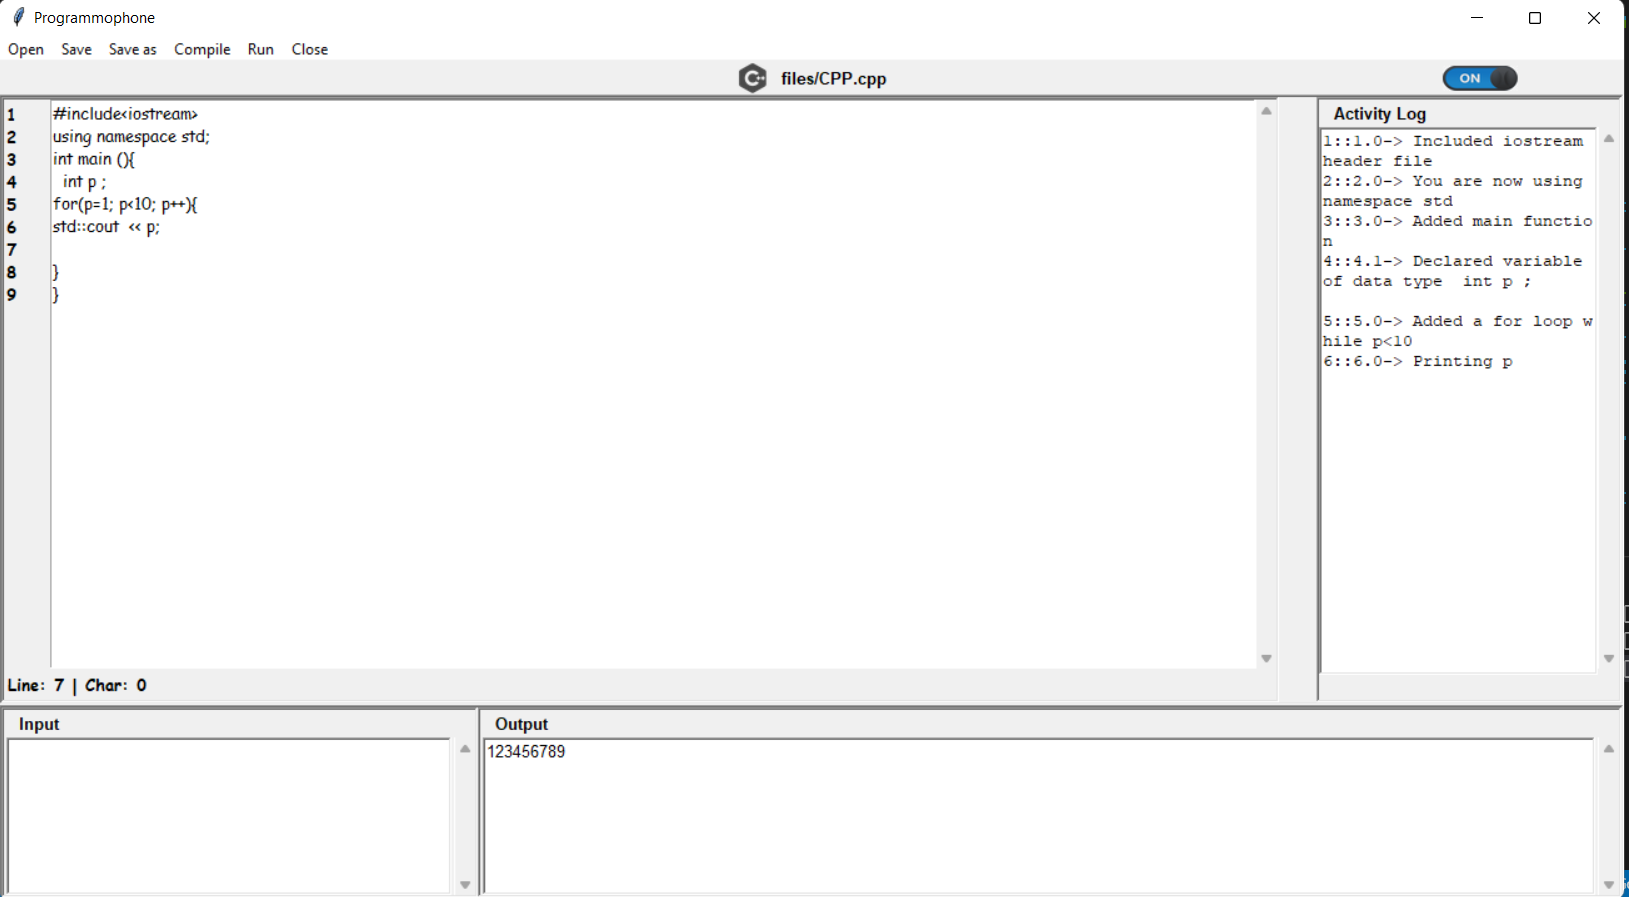 Programmophone
Open Save Save as Compile Run Close
C++ files/CPP.cpp ON
1 #include<iostream>
2 using namespace std;
3 int main (){
4 int p ;
5 for(p=1; p<10; p++){
6 std::cout << p;
7
8 }
9 }
Line: 7 | Char: 0
Activity Log
1::1.0-> Included iostream
header file
2::2.0-> You are now using
namespace std
3::3.0-> Added main functio
n
4::4.1-> Declared variable
of data type  int p ;
5::5.0-> Added a for loop w
hile p<10
6::6.0-> Printing p
Input
Output
123456789